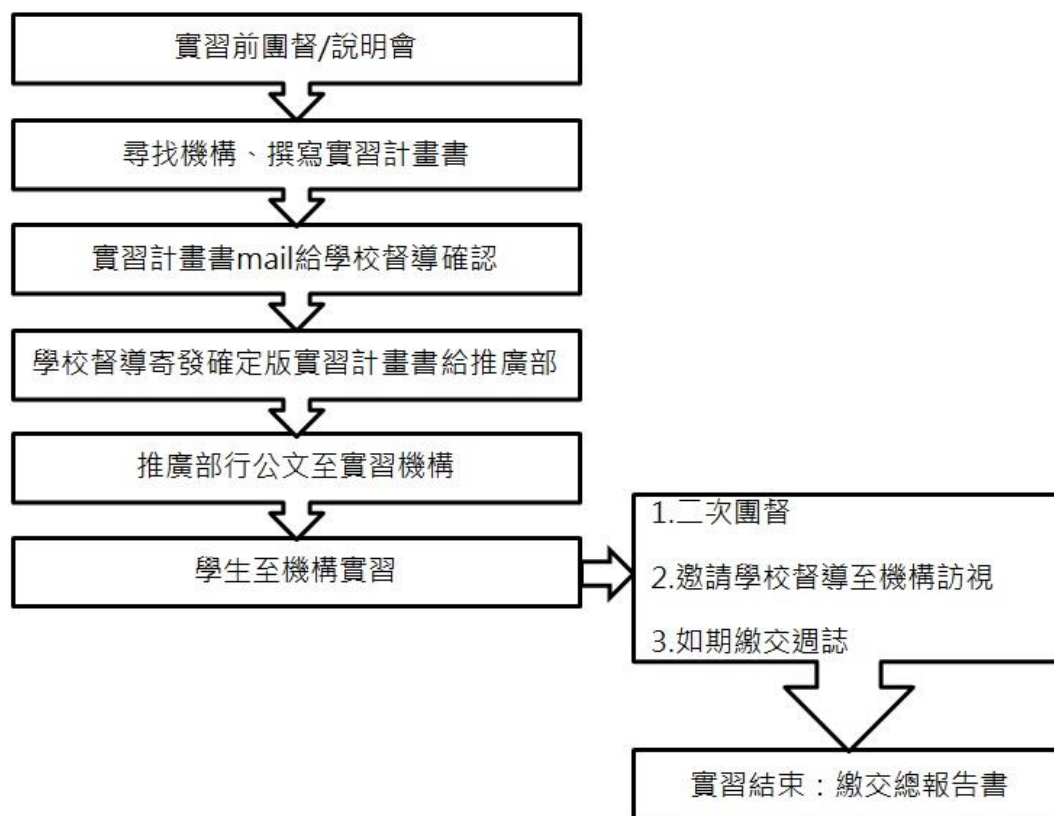 實習前團督/說明會
尋找機構、撰寫實習計畫書
實習計畫書mail給學校督導確認
學校督導寄發確定版實習計畫書給推廣部
推廣部行公文至實習機構
學生至機構實習
1.二次團督
2.邀請學校督導至機構訪視
3.如期繳交週誌
實習結束：繳交總報告書